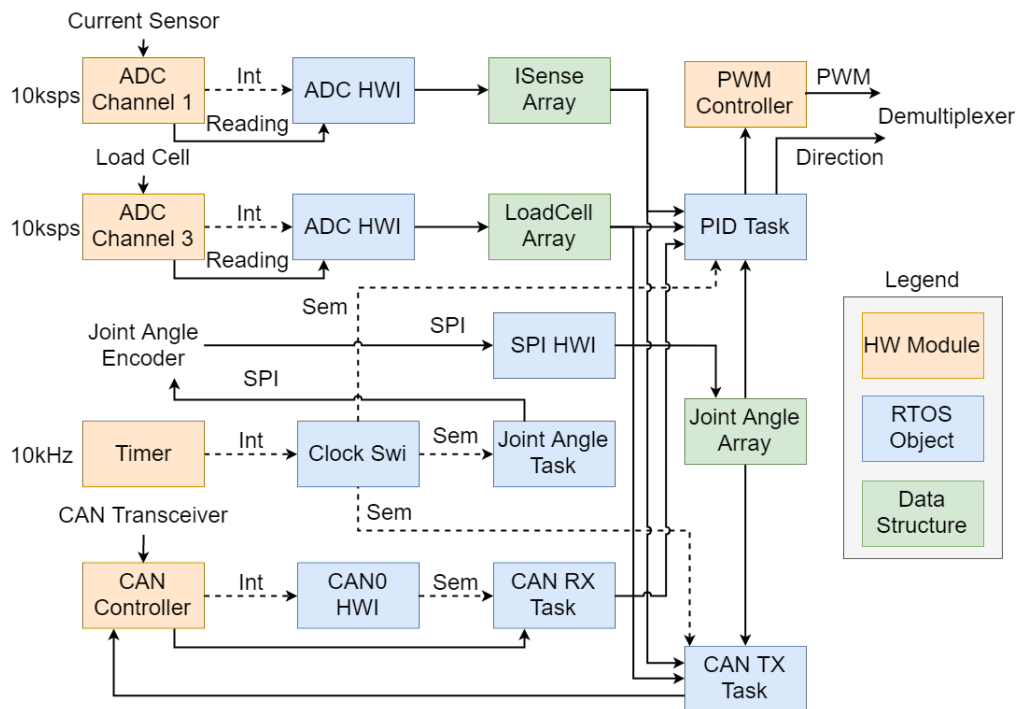 Current Sensor
10ksps
ADC
Channel 1
Int
Reading
ADC HWI
ISense
Array
PWM
Controller
PWM
Demultiplexer
Direction
Load Cell
10ksps
ADC
Channel 3
Int
Reading
ADC HWI
LoadCell
Array
PID Task
Sem
Joint Angle
Encoder
SPI
SPI
SPI HWI
Joint Angle
Array
10kHz
Timer
Int
Clock Swi
Sem
Joint Angle
Task
Sem
CAN Transceiver
CAN
Controller
Int
CAN0
HWI
Sem
CAN RX
Task
CAN TX
Task
Legend
HW Module
RTOS
Object
Data
Structure